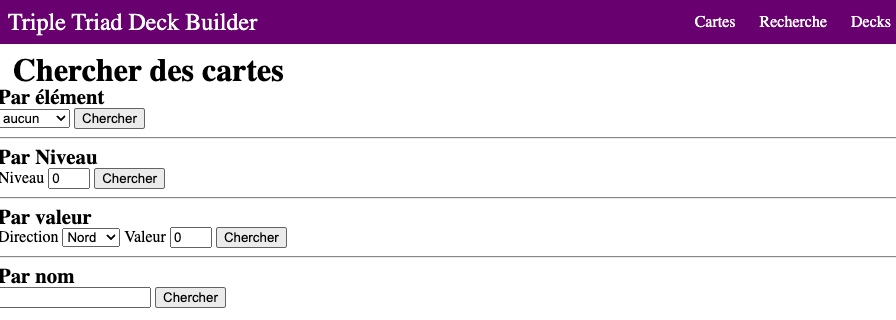 Triple Triad Deck Builder Cartes Recherche Decks
Chercher des cartes
Par élément
aucun Chercher
Par Niveau
Niveau 0 Chercher
Par valeur
Direction Nord Valeur 0 Chercher
Par nom
Chercher